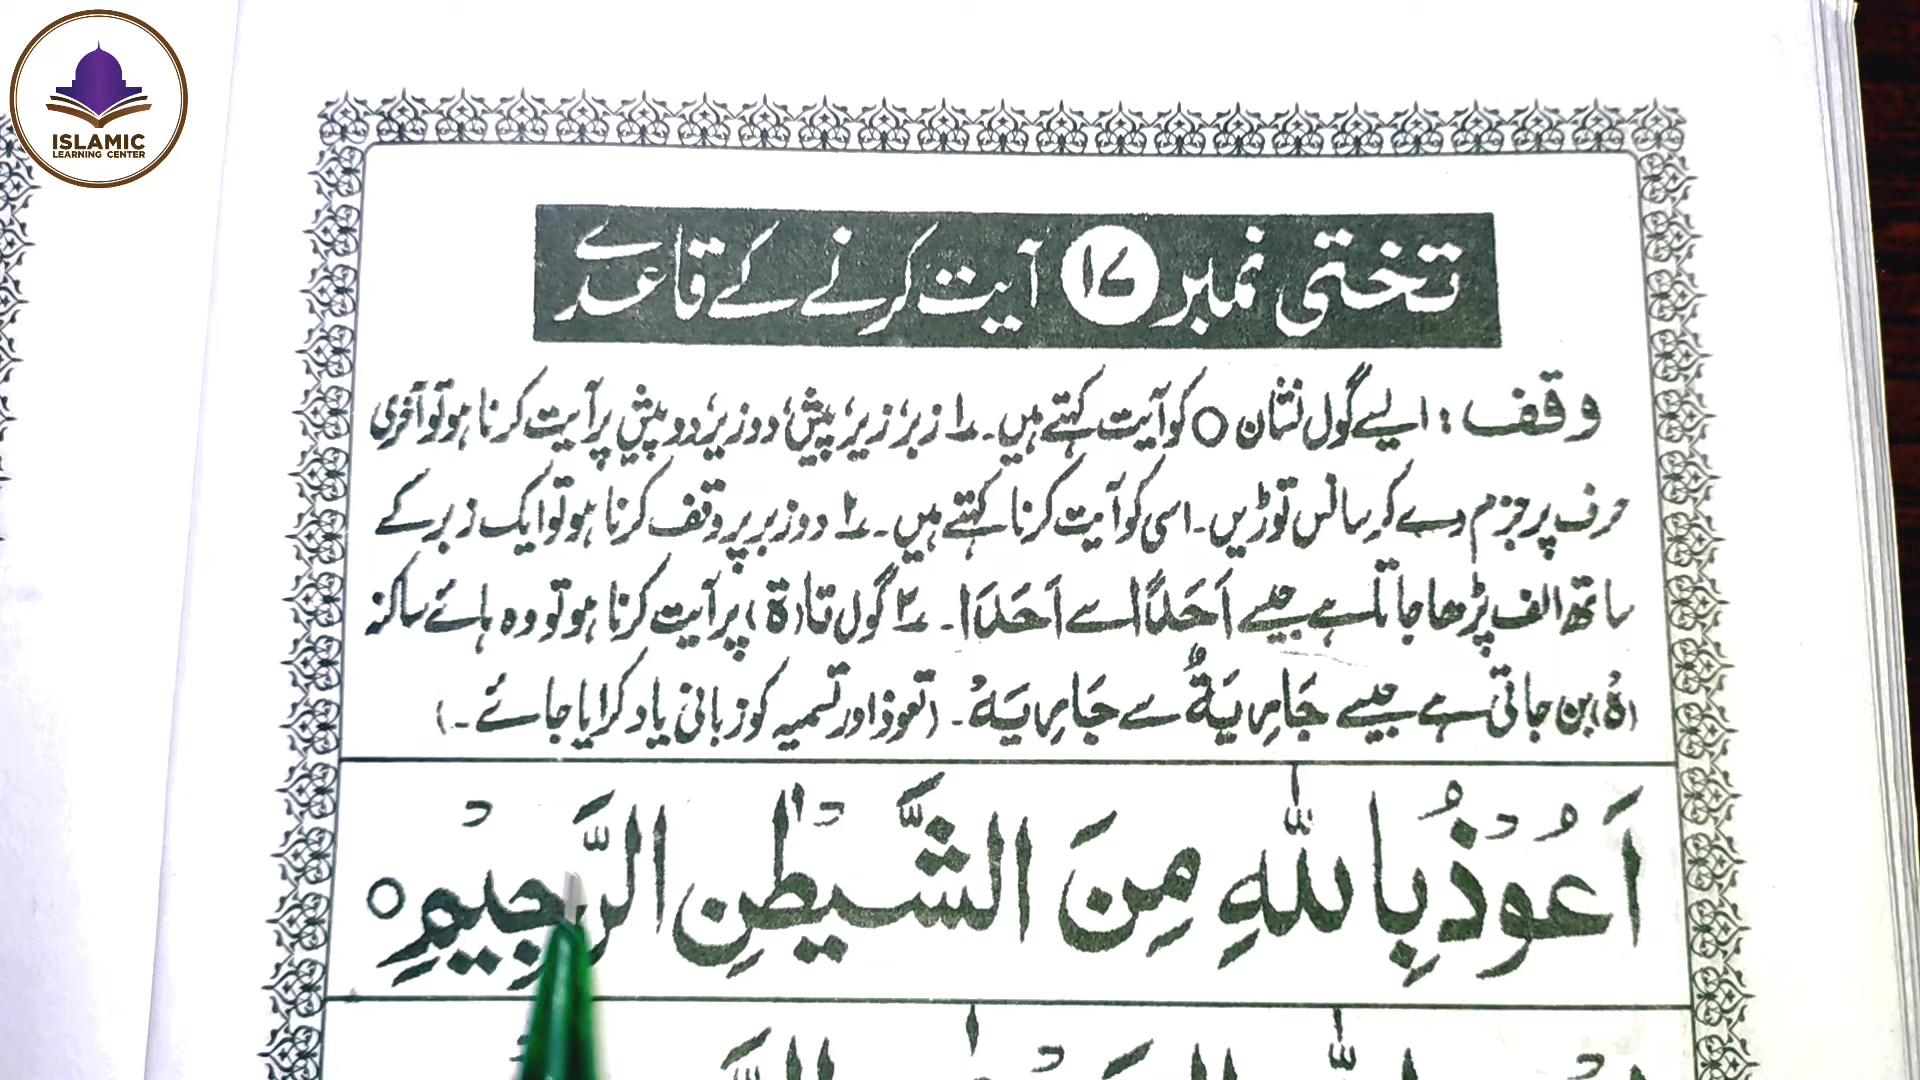 ISLAMIC
LEARNING CENTER
تختی نمبر ۱۷ آیت کرنے کے قاعدے
وقف : ایسے گول نشان ○ کو آیت کہتے ہیں۔ ۱؎ زبر، زیر، پیش، دو زیر، دو پیش پر آیت کرنا ہو تو آخری
حرف پر جزم دے کر سانس توڑیں۔ اسی کو آیت کرنا کہتے ہیں۔ ۲؎ دو زبر پر وقف کرنا ہو تو ایک زبر کے
ساتھ الف پڑھا جاتا ہے جیسے اَحَدًا سے اَحَدَا۔ ۳؎ گول تا (ة) پر آیت کرنا ہو تو وہ ہائے ساکنہ
(هْ) بن جاتی ہے جیسے جَارِيَةٌ سے جَارِيَهْ۔ (تعوذ اور تسمیہ کو زبانی یاد کرایا جائے۔)
اَعُوْذُ بِاللّٰهِ مِنَ الشَّيْطٰنِ الرَّجِيْمِ ○